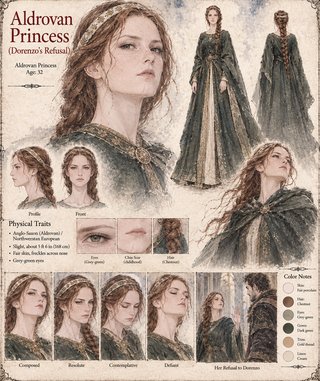 Aldrovan
Princess
(Dorenzo's Refusal)
Aldrovan Princess
Age: 32
Profile
Front
Physical Traits
• Anglo-Saxon (Aldrovan) /
Northwestern European
• Slight, about 5 ft 6 in (168 cm)
• Fair skin, freckles across nose
• Grey-green eyes
Eyes
(Grey-green)
Chin Scar
(childhood)
Hair
(Chestnut)
Color Notes
Skin:
Fair porcelain
Hair:
Chestnut
Eyes:
Grey-green
Gown:
Dark green
Trim:
Gold thread
Linen:
Cream
Composed
Resolute
Contemplative
Defiant
Her Refusal to Dorenzo